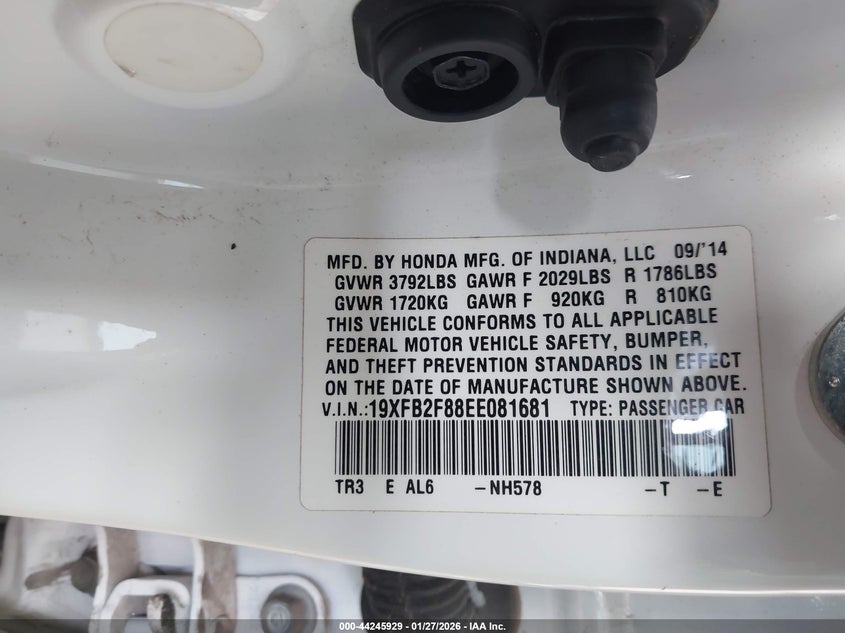 MFD. BY HONDA MFG. OF INDIANA, LLC 09/'14
GVWR 3792LBS GAWR F 2029LBS R 1786LBS
GVWR 1720KG GAWR F 920KG R 810KG
THIS VEHICLE CONFORMS TO ALL APPLICABLE
FEDERAL MOTOR VEHICLE SAFETY, BUMPER,
AND THEFT PREVENTION STANDARDS IN EFFECT
ON THE DATE OF MANUFACTURE SHOWN ABOVE.
V.I.N.:19XFB2F88EE081681 TYPE: PASSENGER CAR
TR3 E AL6 -NH578 -T -E
000-44245929 - 01/27/2026 - IAA Inc.